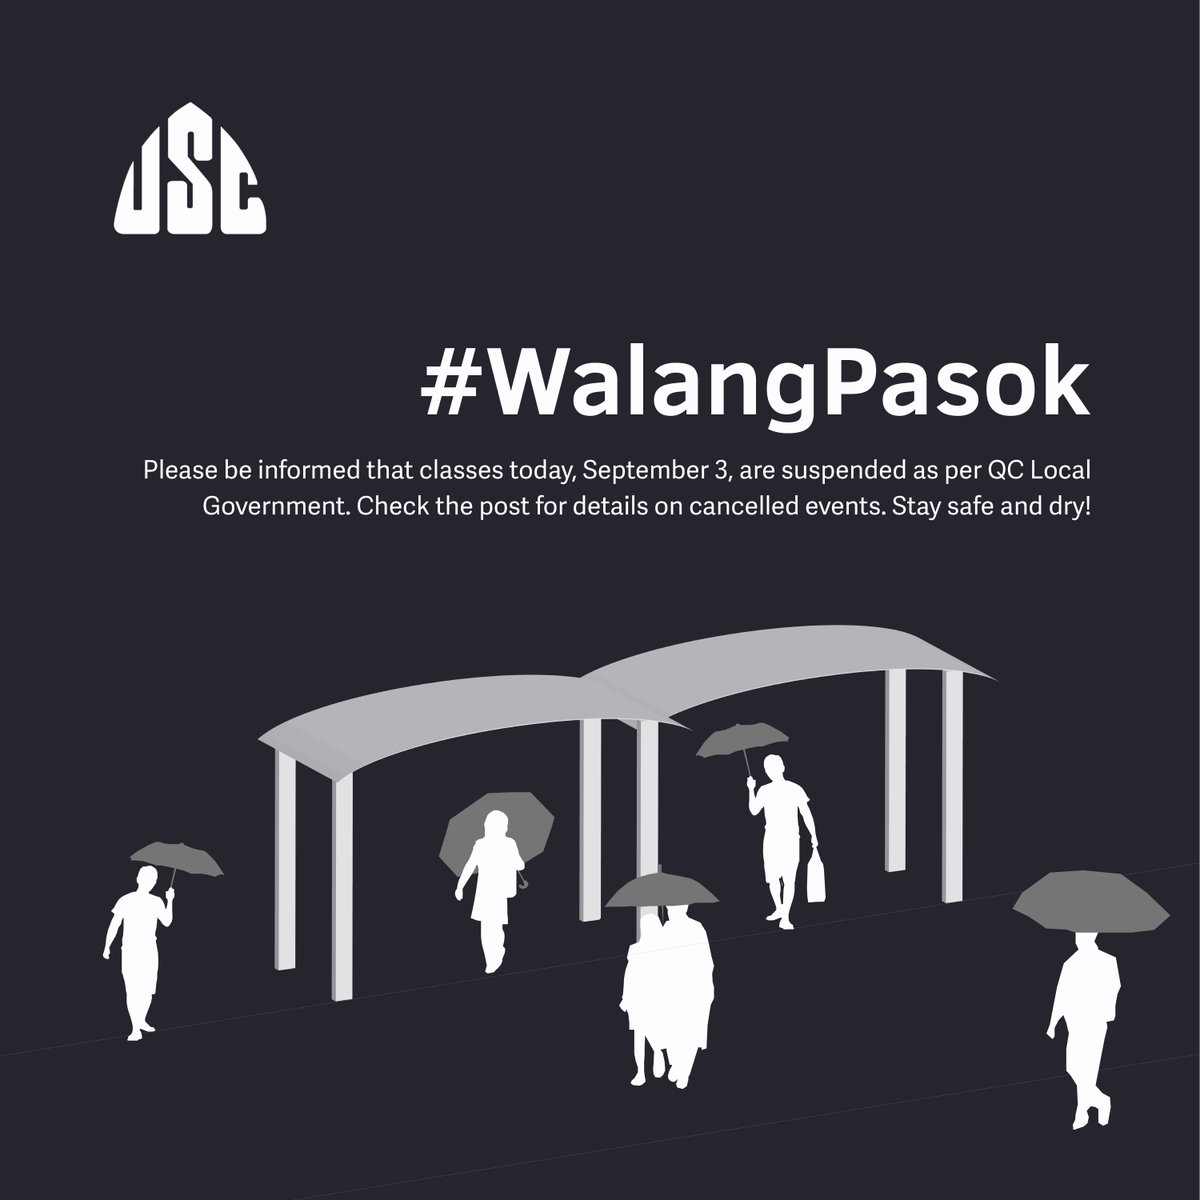 USC
#WalangPasok
Please be informed that classes today, September 3, are suspended as per QC Local
Government. Check the post for details on cancelled events. Stay safe and dry!